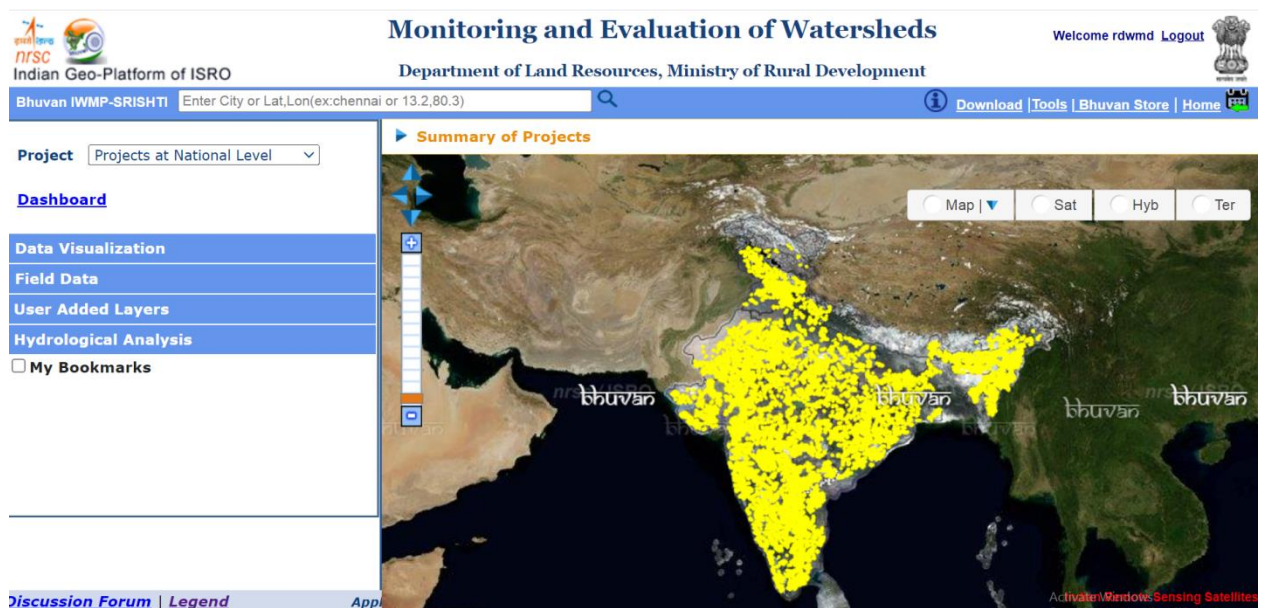 Monitoring and Evaluation of Watersheds
Department of Land Resources, Ministry of Rural Development
Welcome rdwmd Logout
nrsc
Indian Geo-Platform of ISRO
Bhuvan IWMP-SRISHTI Enter City or Lat,Lon(ex:chennai or 13.2,80.3)
Download |Tools | Bhuvan Store | Home
Project Projects at National Level
Dashboard
Data Visualization
Field Data
User Added Layers
Hydrological Analysis
My Bookmarks
Summary of Projects
Map | ▼ Sat Hyb Ter
bhuvan bhuvan bhuvan bhuvan
Discussion Forum | Legend
Appl
Sensing Satellites